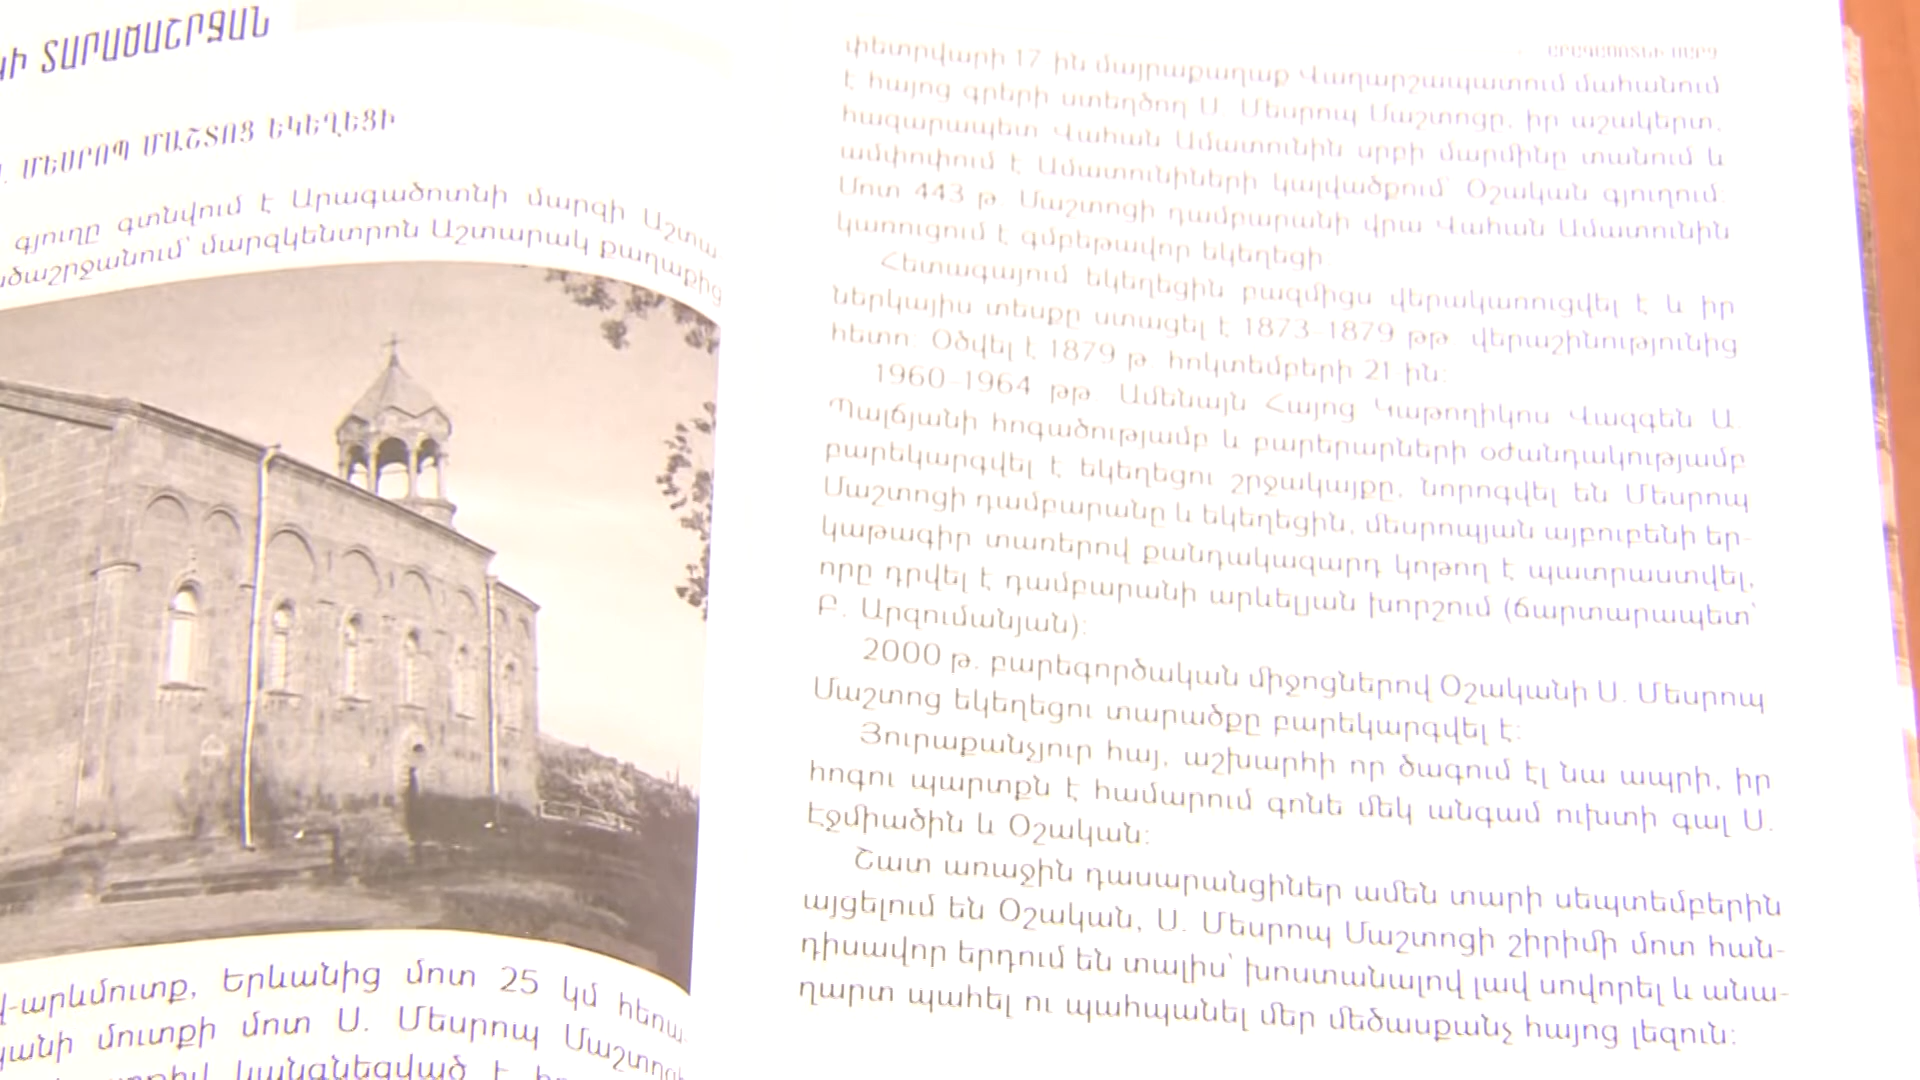 ՏԱՐԱԾԱՇՐՋԱՆ
ՄԵՍՐՈՊ ՄԱՇՏՈՑ ԵԿԵՂԵՑԻ
գյուղը գտնվում է Արագածոտնի մարզի Աշտա
մարզկենտրոն Աշտարակ քաղաքից
-արևմուտք, Երևանից մոտ 25 կմ հեռա
մուտքի մոտ Ս. Մեսրոպ Մաշտոց
կանգնեցված է
փետրվարի 17 ին մայրաքաղաք Վաղարշապատում մահանում
է հայոց գրերի ստեղծող Ս. Մեսրոպ Մաշտոցը, իր աշակերտ,
հազարապետ Վահան Ամատունին սրբի մարմինը տանում և
ամփոփում է Ամատունիների կալվածքում՝ Օշական գյուղում:
Մոտ 443 թ. Մաշտոցի դամբարանի վրա Վահան Ամատունին
կառուցում է գմբեթավոր եկեղեցի:
Հետագայում եկեղեցին բազմիցս վերակառուցվել է և իր
ներկայիս տեսքը ստացել է 1873-1879 թթ. վերաշինությունից
հետո: Օծվել է 1879 թ. հոկտեմբերի 21-ին:
1960-1964 թթ. Ամենայն Հայոց Կաթողիկոս Վազգեն Ա.
Պալճյանի հոգածությամբ և բարերարների օժանդակությամբ
բարեկարգվել է եկեղեցու շրջակայքը, նորոգվել են Մեսրոպ
Մաշտոցի դամբարանը և եկեղեցին, մեսրոպյան այբուբենի եր-
կաթագիր տառերով քանդակազարդ կոթող է պատրաստվել,
որը դրվել է դամբարանի արևելյան խորշում (ճարտարապետ՝
Բ. Արզումանյան):
2000 թ. բարեգործական միջոցներով Օշականի Ս. Մեսրոպ
Մաշտոց եկեղեցու տարածքը բարեկարգվել է:
Յուրաքանչյուր հայ, աշխարհի որ ծագում էլ նա ապրի, իր
հոգու պարտքն է համարում գոնե մեկ անգամ ուխտի գալ Ս.
Էջմիածին և Օշական:
Շատ առաջին դասարանցիներ ամեն տարի սեպտեմբերին
այցելում են Օշական, Ս. Մեսրոպ Մաշտոցի շիրիմի մոտ հան-
դիսավոր երդում են տալիս՝ խոստանալով լավ սովորել և անա-
ղարտ պահել ու պահպանել մեր մեծասքանչ հայոց լեզուն: